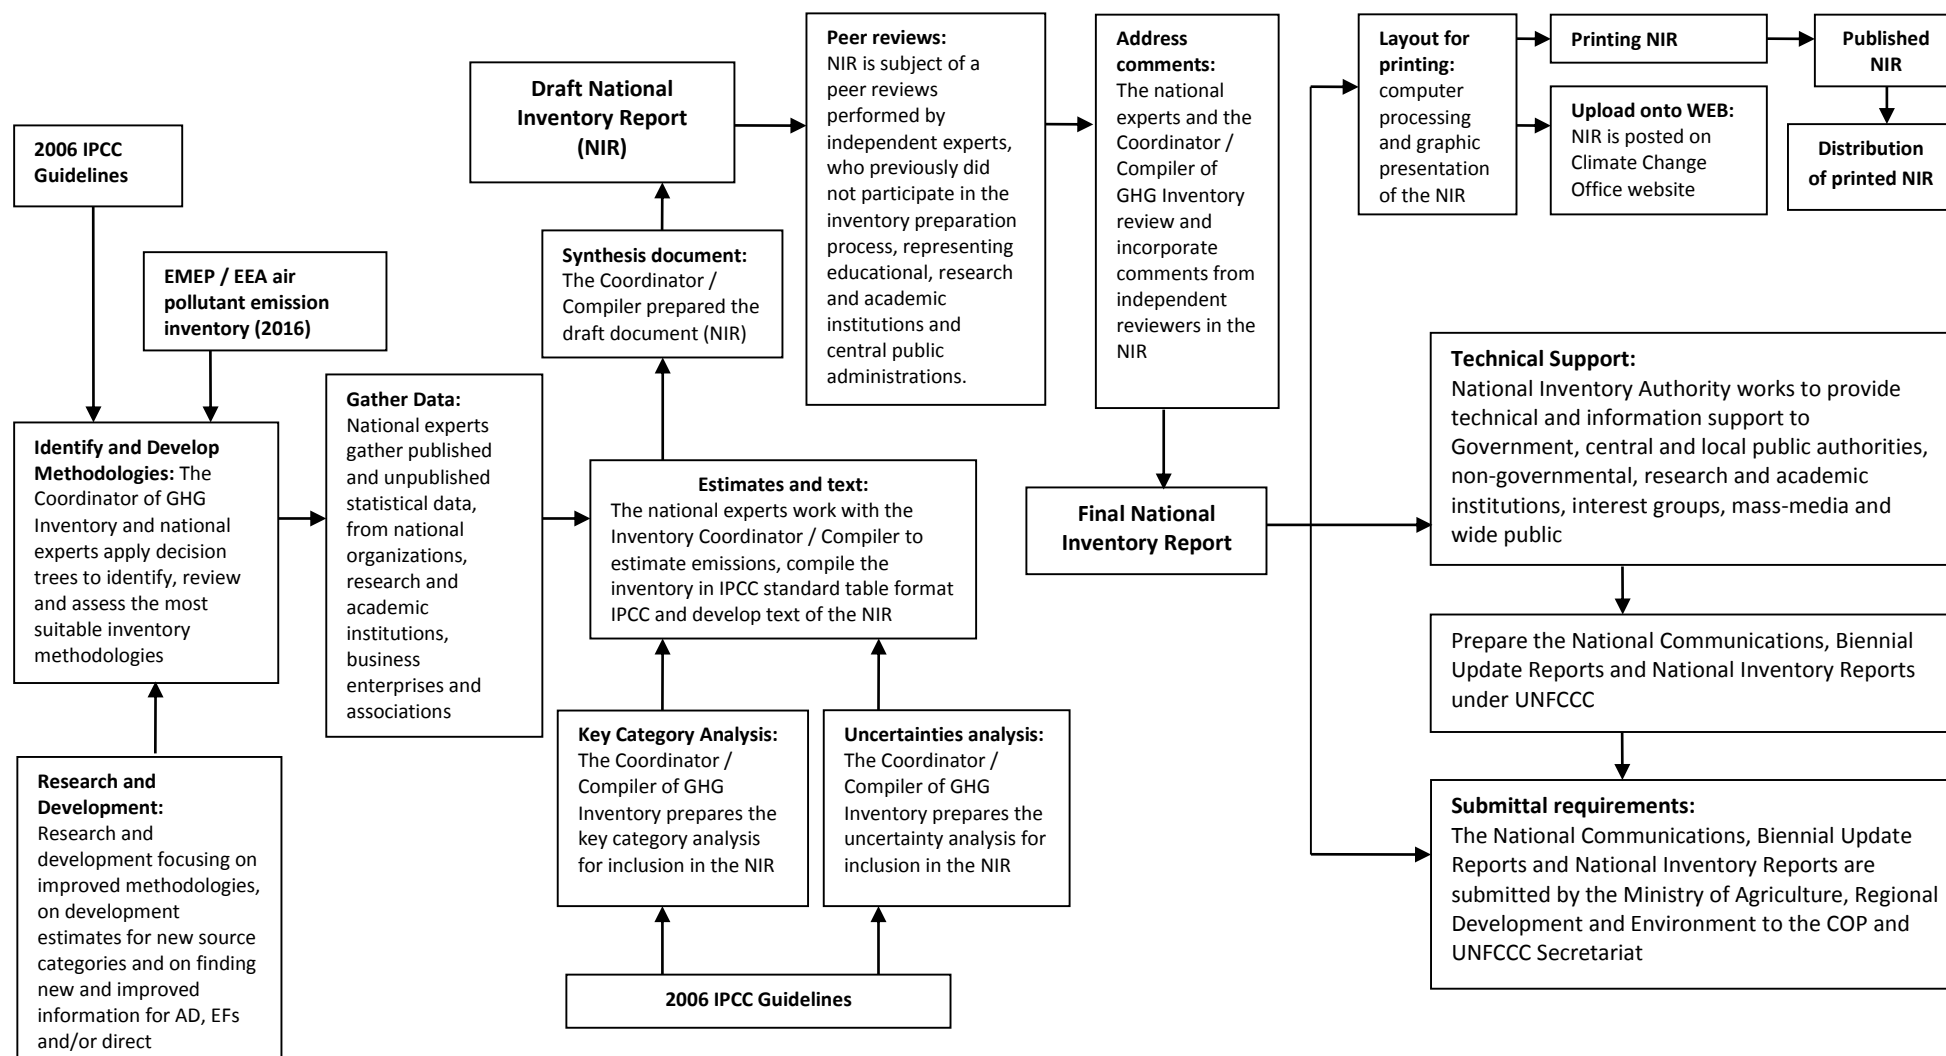 2006 IPCC
Guidelines
EMEP / EEA air
pollutant emission
inventory (2016)
Identify and Develop
Methodologies: The
Coordinator of GHG
Inventory and national
experts apply decision
trees to identify, review
and assess the most
suitable inventory
methodologies
Research and
Development:
Research and
development focusing on
improved methodologies,
on development
estimates for new source
categories and on finding
new and improved
information for AD, EFs
and/or direct
Gather Data:
National experts
gather published
and unpublished
statistical data,
from national
organizations,
research and
academic
institutions,
business
enterprises and
associations
Draft National
Inventory Report
(NIR)
Synthesis document:
The Coordinator /
Compiler prepared the
draft document (NIR)
Estimates and text:
The national experts work with the
Inventory Coordinator / Compiler to
estimate emissions, compile the
inventory in IPCC standard table format
IPCC and develop text of the NIR
Key Category Analysis:
The Coordinator /
Compiler of GHG
Inventory prepares the
key category analysis
for inclusion in the NIR
Uncertainties analysis:
The Coordinator /
Compiler of GHG
Inventory prepares the
uncertainty analysis for
inclusion in the NIR
2006 IPCC Guidelines
Peer reviews:
NIR is subject of a
peer reviews
performed by
independent experts,
who previously did
not participate in the
inventory preparation
process, representing
educational, research
and academic
institutions and
central public
administrations.
Address
comments:
The national
experts and the
Coordinator /
Compiler of
GHG Inventory
review and
incorporate
comments from
independent
reviewers in the
NIR
Final National
Inventory Report
Layout for
printing:
computer
processing
and graphic
presentation
of the NIR
Printing NIR
Published
NIR
Upload onto WEB:
NIR is posted on
Climate Change
Office website
Distribution
of printed NIR
Technical Support:
National Inventory Authority works to provide
technical and information support to
Government, central and local public authorities,
non-governmental, research and academic
institutions, interest groups, mass-media and
wide public
Prepare the National Communications, Biennial
Update Reports and National Inventory Reports
under UNFCCC
Submittal requirements:
The National Communications, Biennial Update
Reports and National Inventory Reports are
submitted by the Ministry of Agriculture, Regional
Development and Environment to the COP and
UNFCCC Secretariat